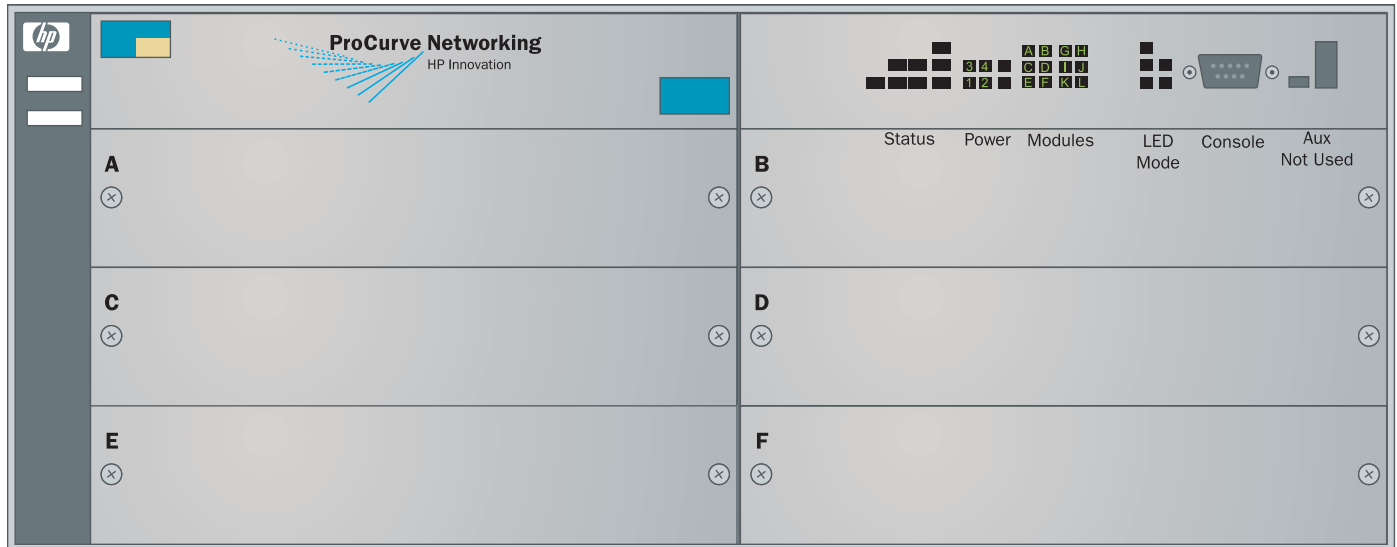 hp
ProCurve Networking
HP Innovation
A B G H
3 4 C D I J
1 2 E F K L
Status Power Modules LED Mode Console Aux Not Used
A
B
C
D
E
F